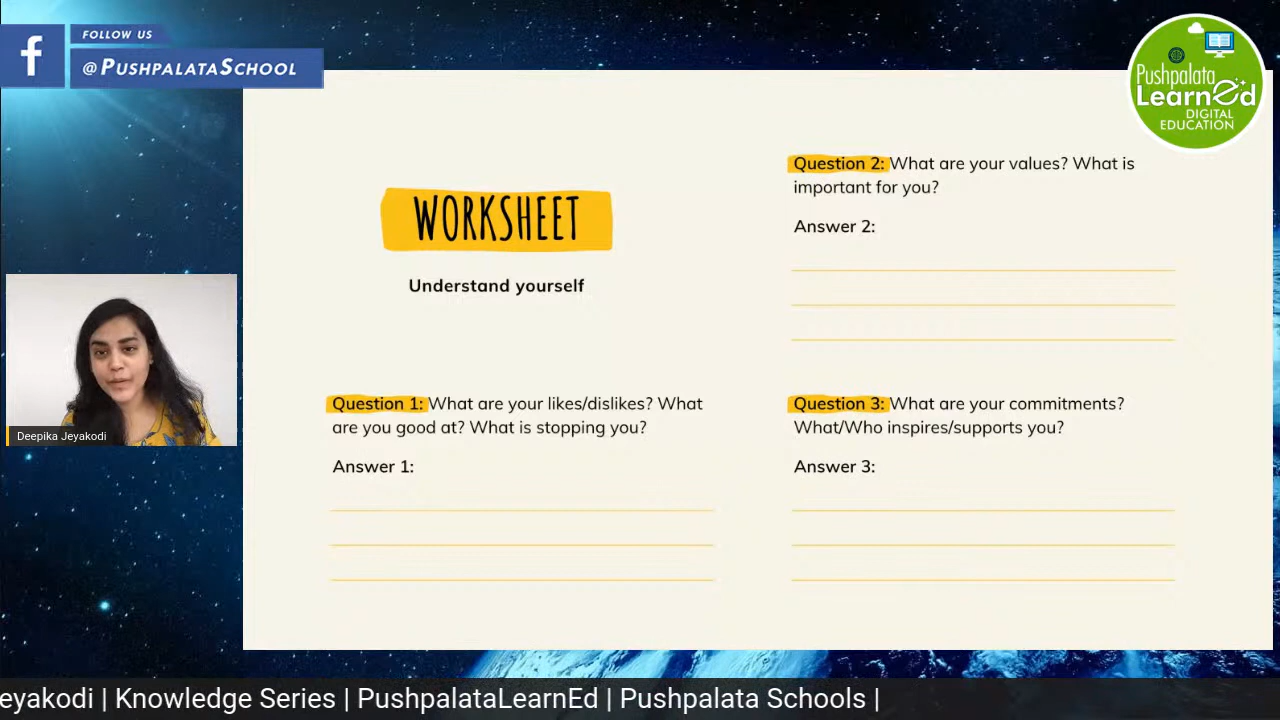 FOLLOW US
@PUSHPALATASCHOOL
Pushpalata
LearnEd
DIGITAL
EDUCATION
WORKSHEET
Understand yourself
Question 1: What are your likes/dislikes? What
are you good at? What is stopping you?
Answer 1:
Question 2: What are your values? What is
important for you?
Answer 2:
Question 3: What are your commitments?
What/Who inspires/supports you?
Answer 3:
Deepika Jeyakodi
eyakodi | Knowledge Series | PushpalataLearnEd | Pushpalata Schools |